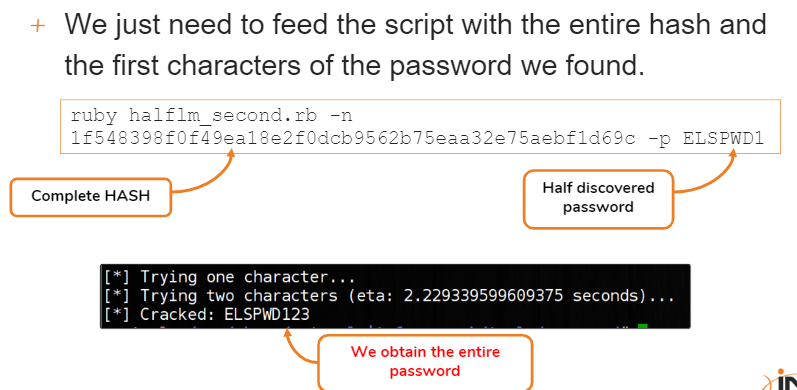 + We just need to feed the script with the entire hash and
the first characters of the password we found.
ruby halflm_second.rb -n
1f548398f0f49ea18e2f0dcb9562b75eaa32e75aebf1d69c -p ELSPWD1
Complete HASH
Half discovered
password
[*] Trying one character...
[*] Trying two characters (eta: 2.229339599609375 seconds)...
[*] Cracked: ELSPWD123
We obtain the entire
password